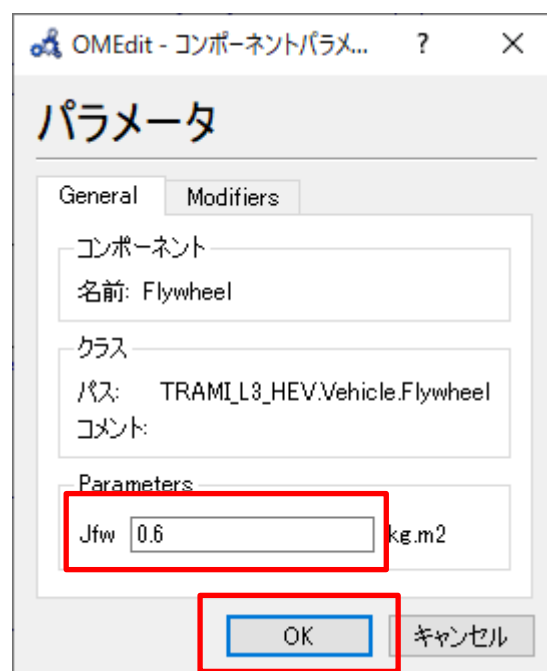 OMEdit - コンポーネントパラメ... ?
パラメータ
General Modifiers
コンポーネント
名前: Flywheel
クラス
パス: TRAMI_L3_HEV.Vehicle.Flywheel
コメント:
Parameters
Jfw 0.6 kg.m2
OK キャンセル